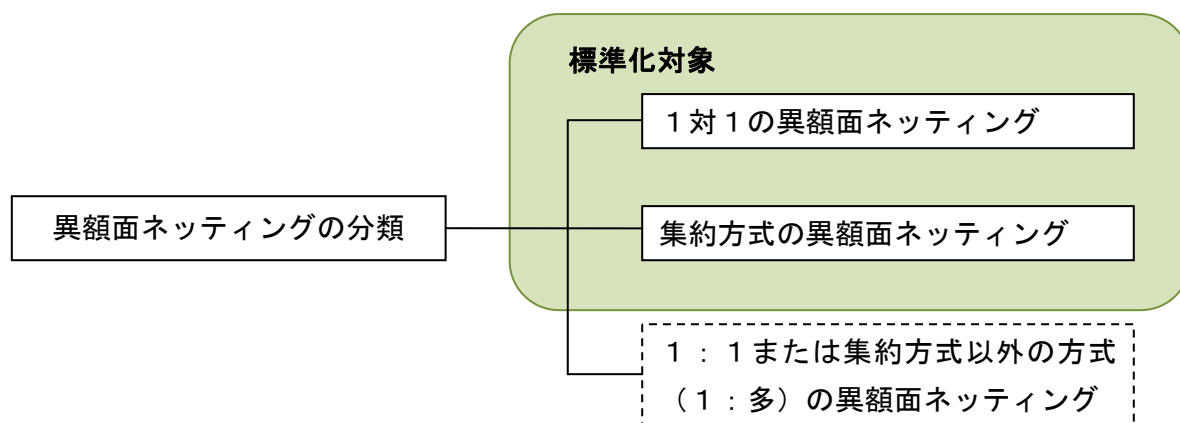 標準化対象
１対１の異額面ネッティング
異額面ネッティングの分類
集約方式の異額面ネッティング
１：１または集約方式以外の方式
（１：多）の異額面ネッティング